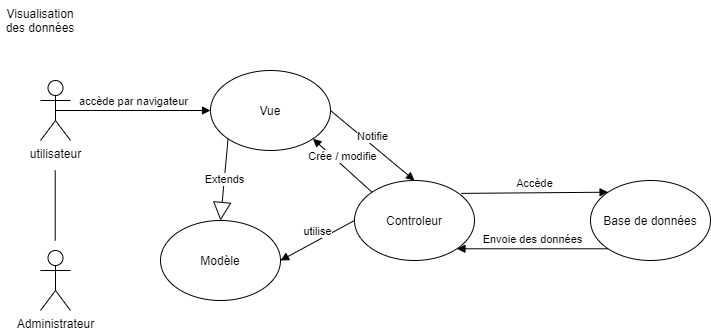 Visualisation
des données
accède par navigateur
Vue
utilisateur
Notifie
Crée / modifie
Extends
Accède
Controleur
Base de données
utilise
Envoie des données
Modèle
Administrateur